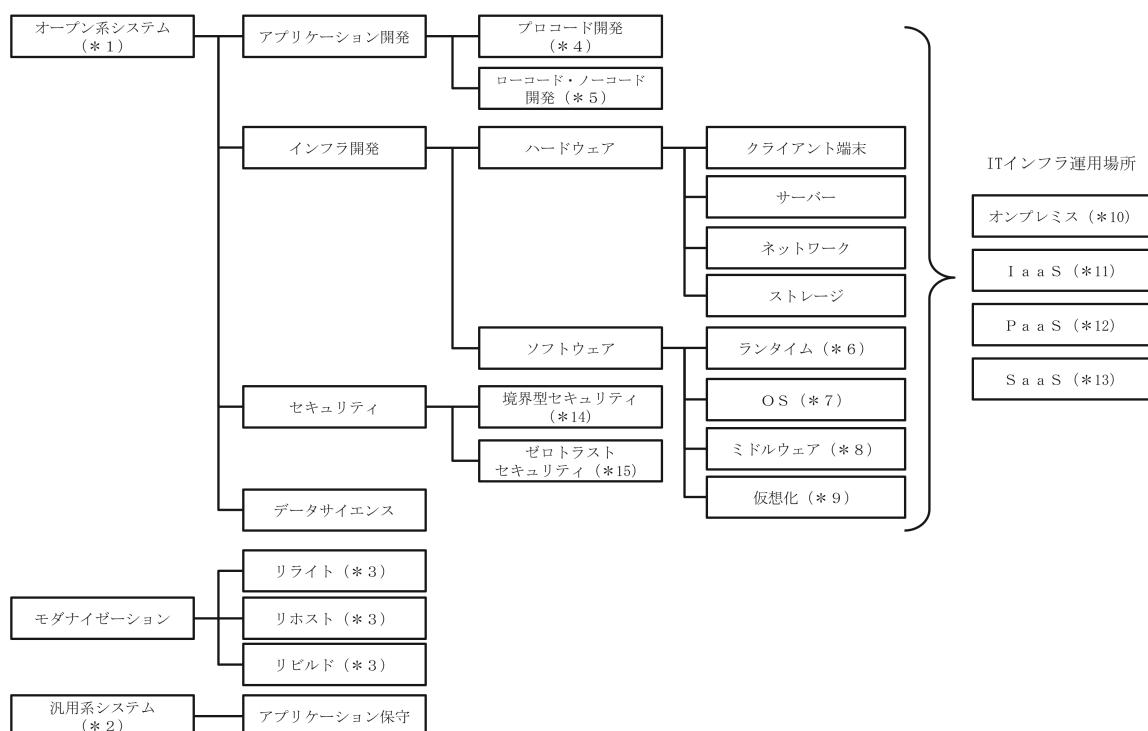 オープン系システム
(＊１)
アプリケーション開発
プロコード開発
(＊４)
ローコード・ノーコード
開発 (＊５)
インフラ開発
ハードウェア
クライアント端末
サーバー
ネットワーク
ストレージ
ソフトウェア
ランタイム (＊６)
ＯＳ (＊７)
ミドルウェア (＊８)
仮想化 (＊９)
セキュリティ
境界型セキュリティ
(＊14)
ゼロトラスト
セキュリティ (＊15)
データサイエンス
ITインフラ運用場所
オンプレミス (＊10)
ＩａａＳ (＊11)
ＰａａＳ (＊12)
ＳａａＳ (＊13)
モダナイゼーション
リライト (＊３)
リホスト (＊３)
リビルド (＊３)
汎用系システム
(＊２)
アプリケーション保守